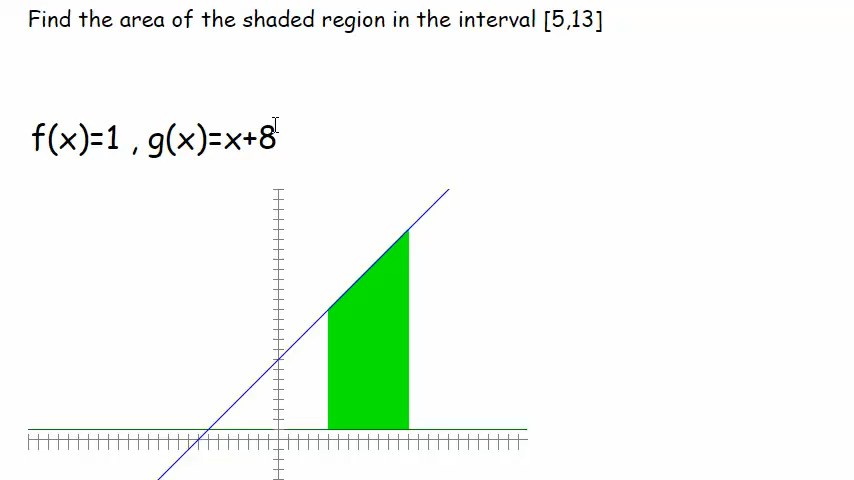 Find the area of the shaded region in the interval [5,13]
f(x)=1 , g(x)=x+8